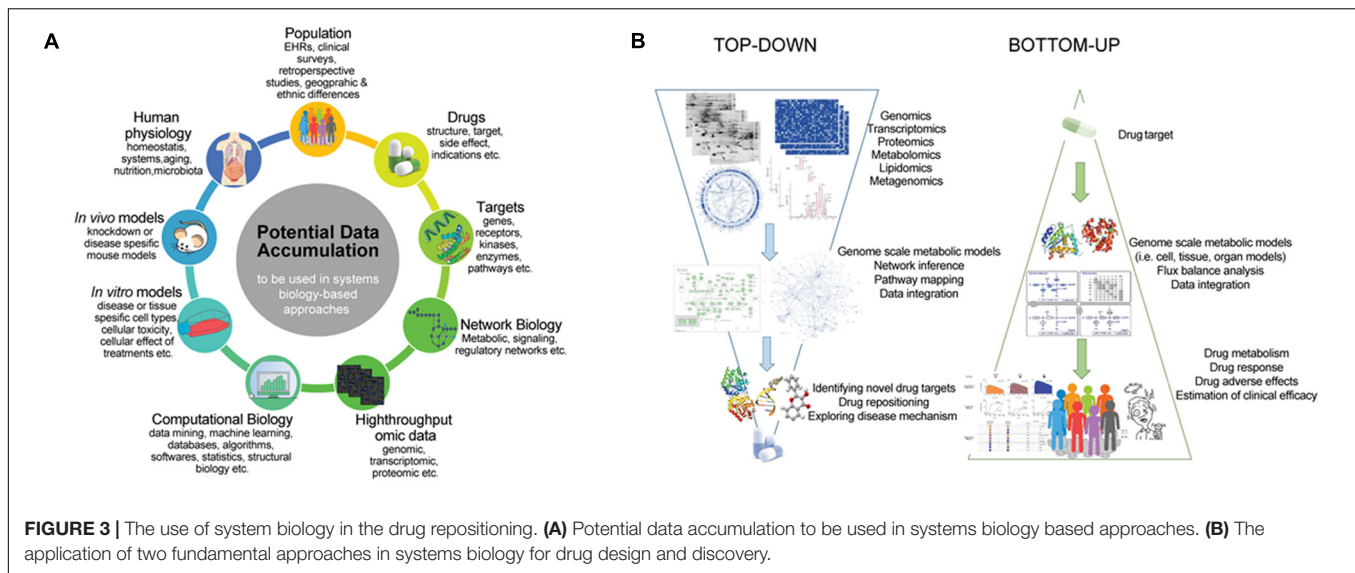 A
Population
EHRs, clinical
surveys,
retroperspective
studies, geogprahic &
ethnic differences
Drugs
structure, target,
side effect,
indications etc.
Targets
genes,
receptors,
kinases,
enzymes,
pathways etc.
Network Biology
Metabolic, signaling,
regulatory networks etc.
Highthroughput
omic data
genomic,
transcriptomic,
proteomic etc.
Computational Biology
data mining, machine learning,
databases, algorithms,
softwares, statistics, structural
biology etc.
In vitro models
disease or tissue
spesific cell types,
cellular toxicity,
cellular effect of
treatments etc.
In vivo models
knockdown or
disease spesific
mouse models
Human
physiology
homeostatis,
systems,aging,
nutrition,microbiota
Potential Data
Accumulation
to be used in systems
biology-based
approaches
B
TOP-DOWN
Genomics
Transcriptomics
Proteomics
Metabolomics
Lipidomics
Metagenomics
Genome scale metabolic models
Network inference
Pathway mapping
Data integration
Identifying novel drug targets
Drug repositioning
Exploring disease mechanism
BOTTOM-UP
Drug target
Genome scale metabolic models
(i.e. cell, tissue, organ models)
Flux balance analysis
Data integration
Drug metabolism
Drug response
Drug adverse effects
Estimation of clinical efficacy
FIGURE 3 | The use of system biology in the drug repositioning. (A) Potential data accumulation to be used in systems biology based approaches. (B) The
application of two fundamental approaches in systems biology for drug design and discovery.